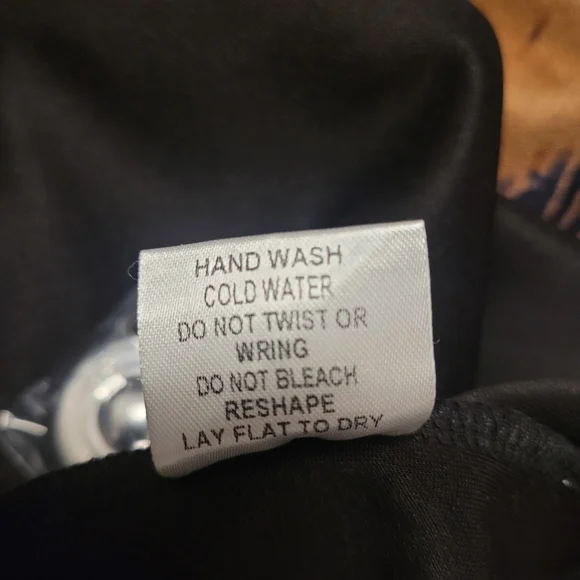 HAND WASH
COLD WATER
DO NOT TWIST OR
WRING
DO NOT BLEACH
RESHAPE
LAY FLAT TO DRY